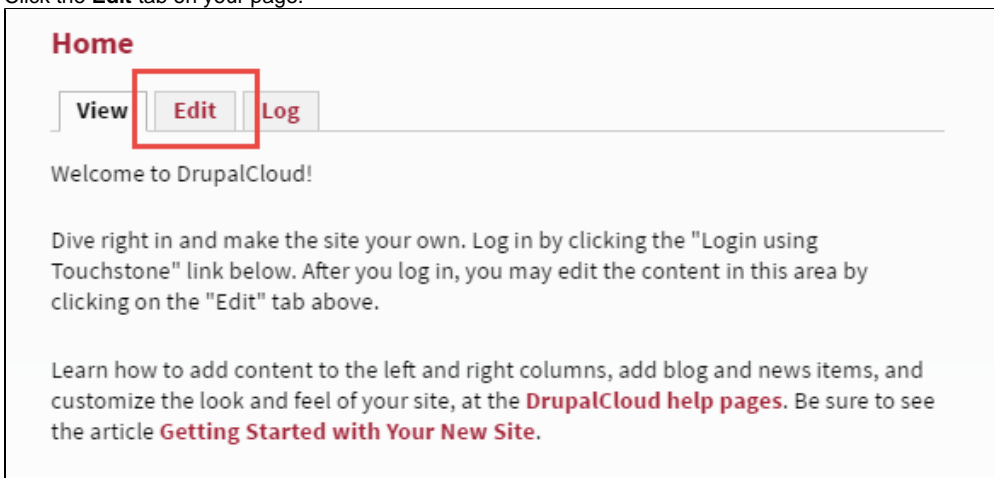 Click the Edit tab on your page.
Home
View Edit Log
Welcome to DrupalCloud!
Dive right in and make the site your own. Log in by clicking the "Login using
Touchstone" link below. After you log in, you may edit the content in this area by
clicking on the "Edit" tab above.
Learn how to add content to the left and right columns, add blog and news items, and
customize the look and feel of your site, at the DrupalCloud help pages. Be sure to see
the article Getting Started with Your New Site.